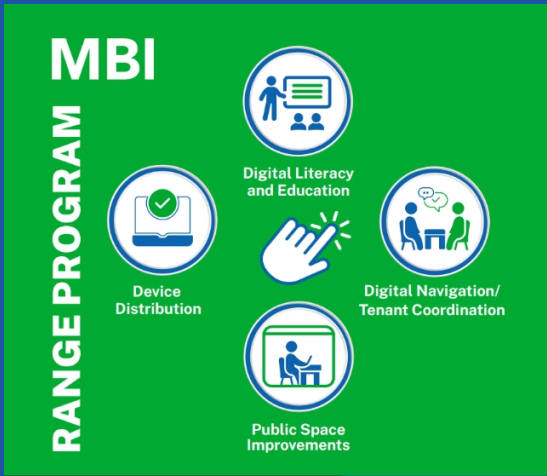 MBI
RANGE PROGRAM
Digital Literacy
and Education
Device
Distribution
Digital Navigation/
Tenant Coordination
Public Space
Improvements